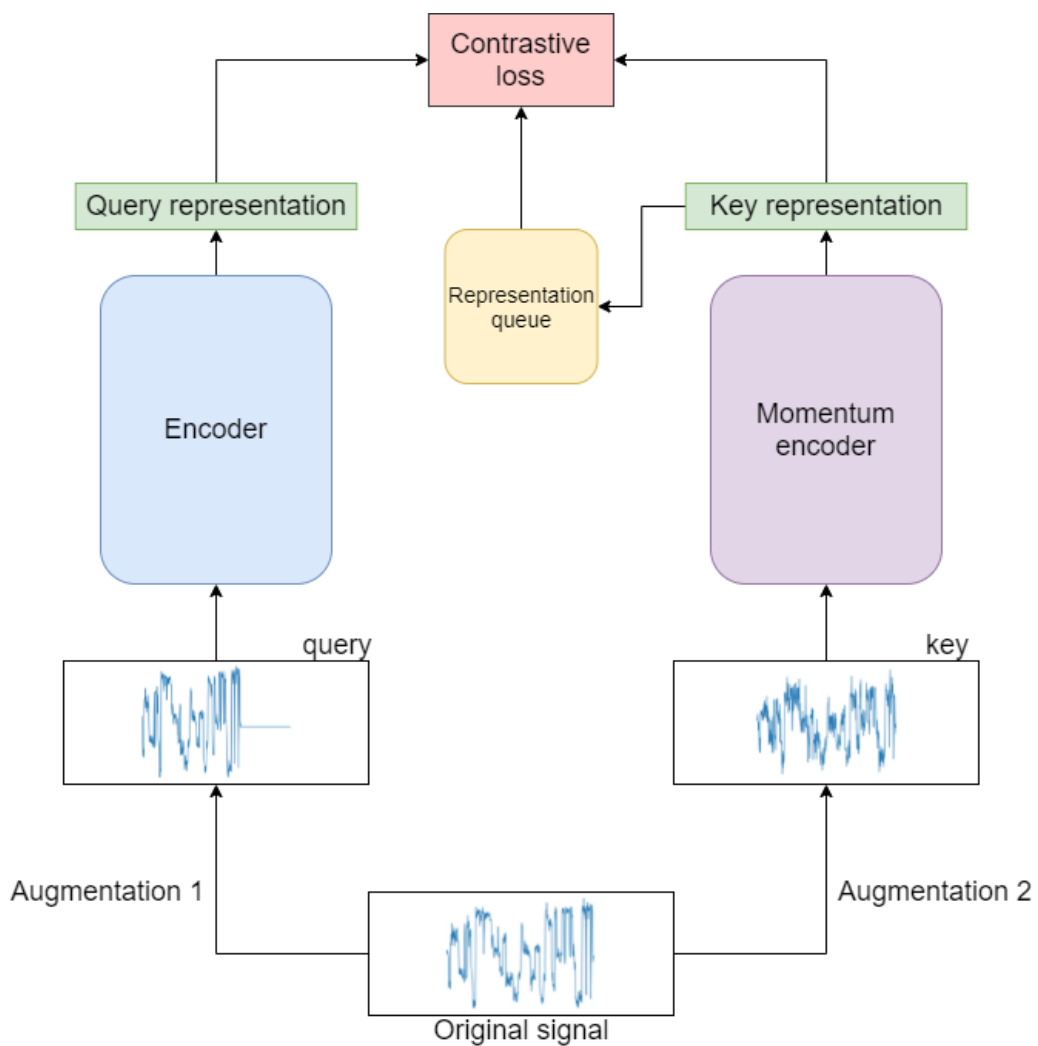 Contrastive
loss
Query representation
Key representation
Representation
queue
Encoder
Momentum
encoder
query
key
Augmentation 1
Augmentation 2
Original signal